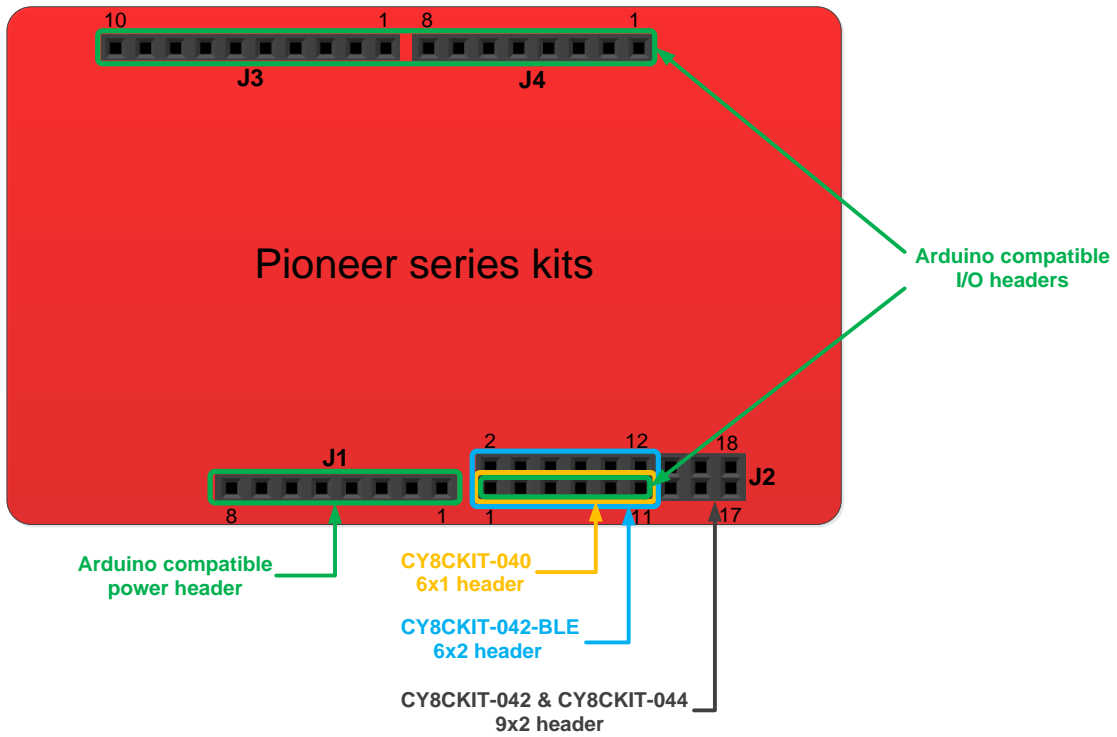 10 1 8 1
J3 J4
Pioneer series kits
Arduino compatible
I/O headers
2 12 18
J1
J2
8 1 1 11 17
Arduino compatible
power header
CY8CKIT-040
6x1 header
CY8CKIT-042-BLE
6x2 header
CY8CKIT-042 & CY8CKIT-044
9x2 header